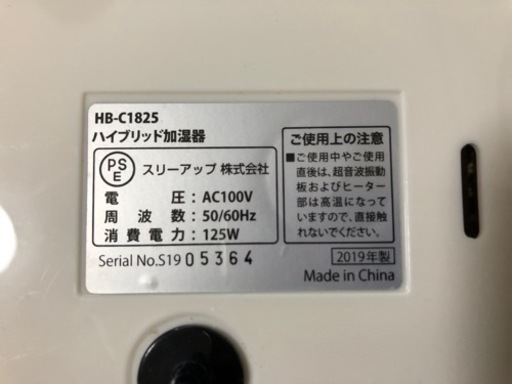 HB-C1825
ハイブリッド加湿器
PS
E
スリーアップ 株式会社
電圧:AC100V
周波数:50/60Hz
消費電力:125W
Serial No.S19 05364
ご使用上の注意
■ご使用中やご使用
直後は、超音波振動
板およびヒーター
部は高温になって
いますので、直接触
れないでください。
2019年製
Made in China